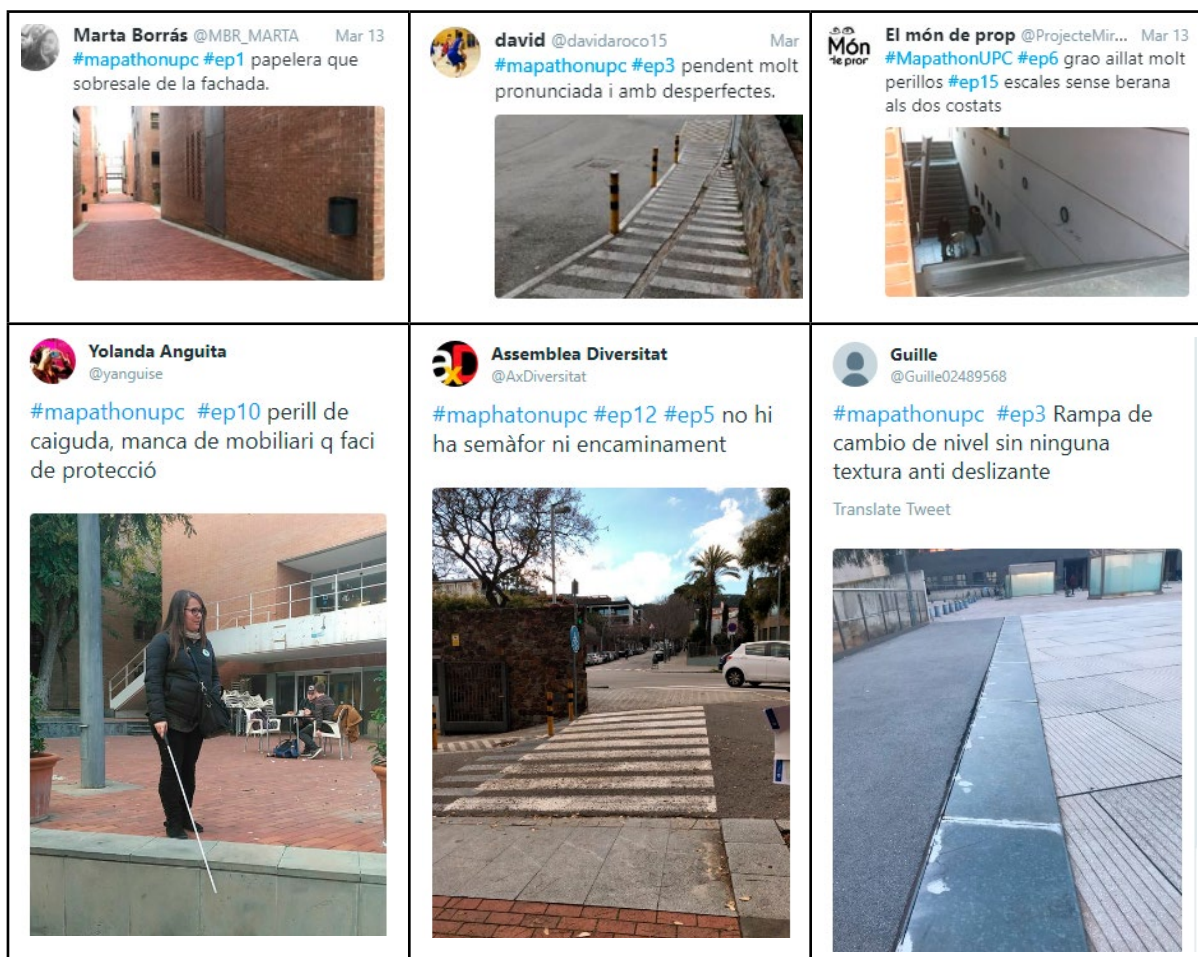 Marta Borrás @MBR_MARTA Mar 13
#mapathonupc #ep1 papelera que
sobresale de la fachada.
david @davidaroco15 Mar
#mapathonupc #ep3 pendent molt
pronunciada i amb desperfectes.
Món
de pror
El món de prop @ProjecteMir... Mar 13
#MapathonUPC #ep6 grao aillat molt
perillos #ep15 escales sense berana
als dos costats
Yolanda Anguita
@yanguise
#mapathonupc #ep10 perill de
caiguda, manca de mobiliari q faci
de protecció
axD
Assemblea Diversitat
@AxDiversitat
#maphatonupc #ep12 #ep5 no hi
ha semàfor ni encaminament
Guille
@Guille02489568
#mapathonupc #ep3 Rampa de
cambio de nivel sin ninguna
textura anti deslizante
Translate Tweet